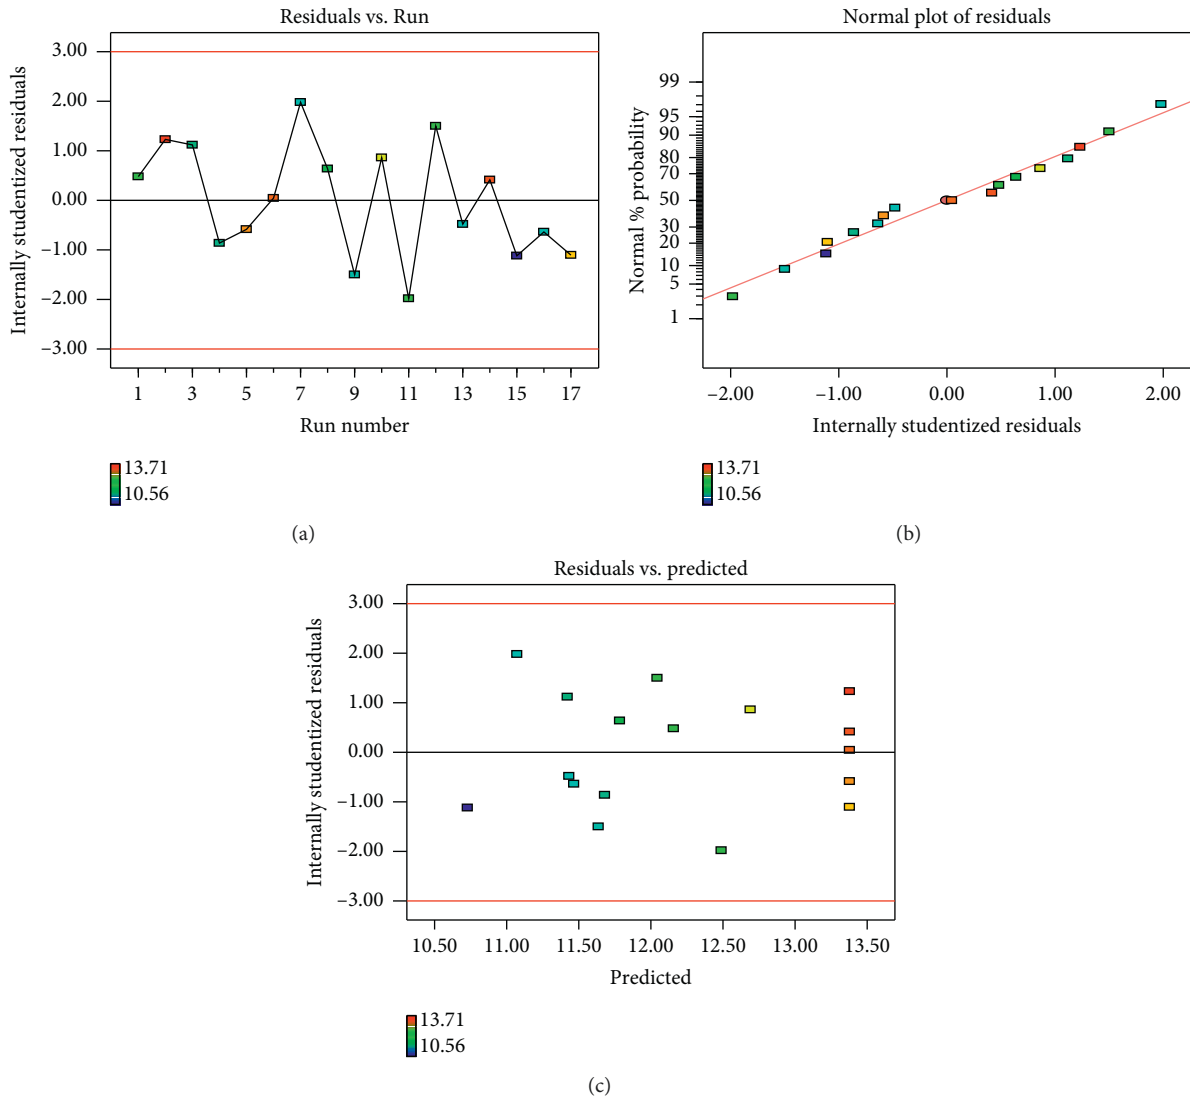 Residuals vs. Run
Internally studentized residuals
3.00
2.00
1.00
0.00
–1.00
–2.00
–3.00
1 3 5 7 9 11 13 15 17
Run number
13.71
10.56
(a)
Normal plot of residuals
Normal % probability
99
95
90
80
70
50
30
20
10
5
1
–2.00 –1.00 0.00 1.00 2.00
Internally studentized residuals
13.71
10.56
(b)
Residuals vs. predicted
Internally studentized residuals
3.00
2.00
1.00
0.00
–1.00
–2.00
–3.00
10.50 11.00 11.50 12.00 12.50 13.00 13.50
Predicted
13.71
10.56
(c)